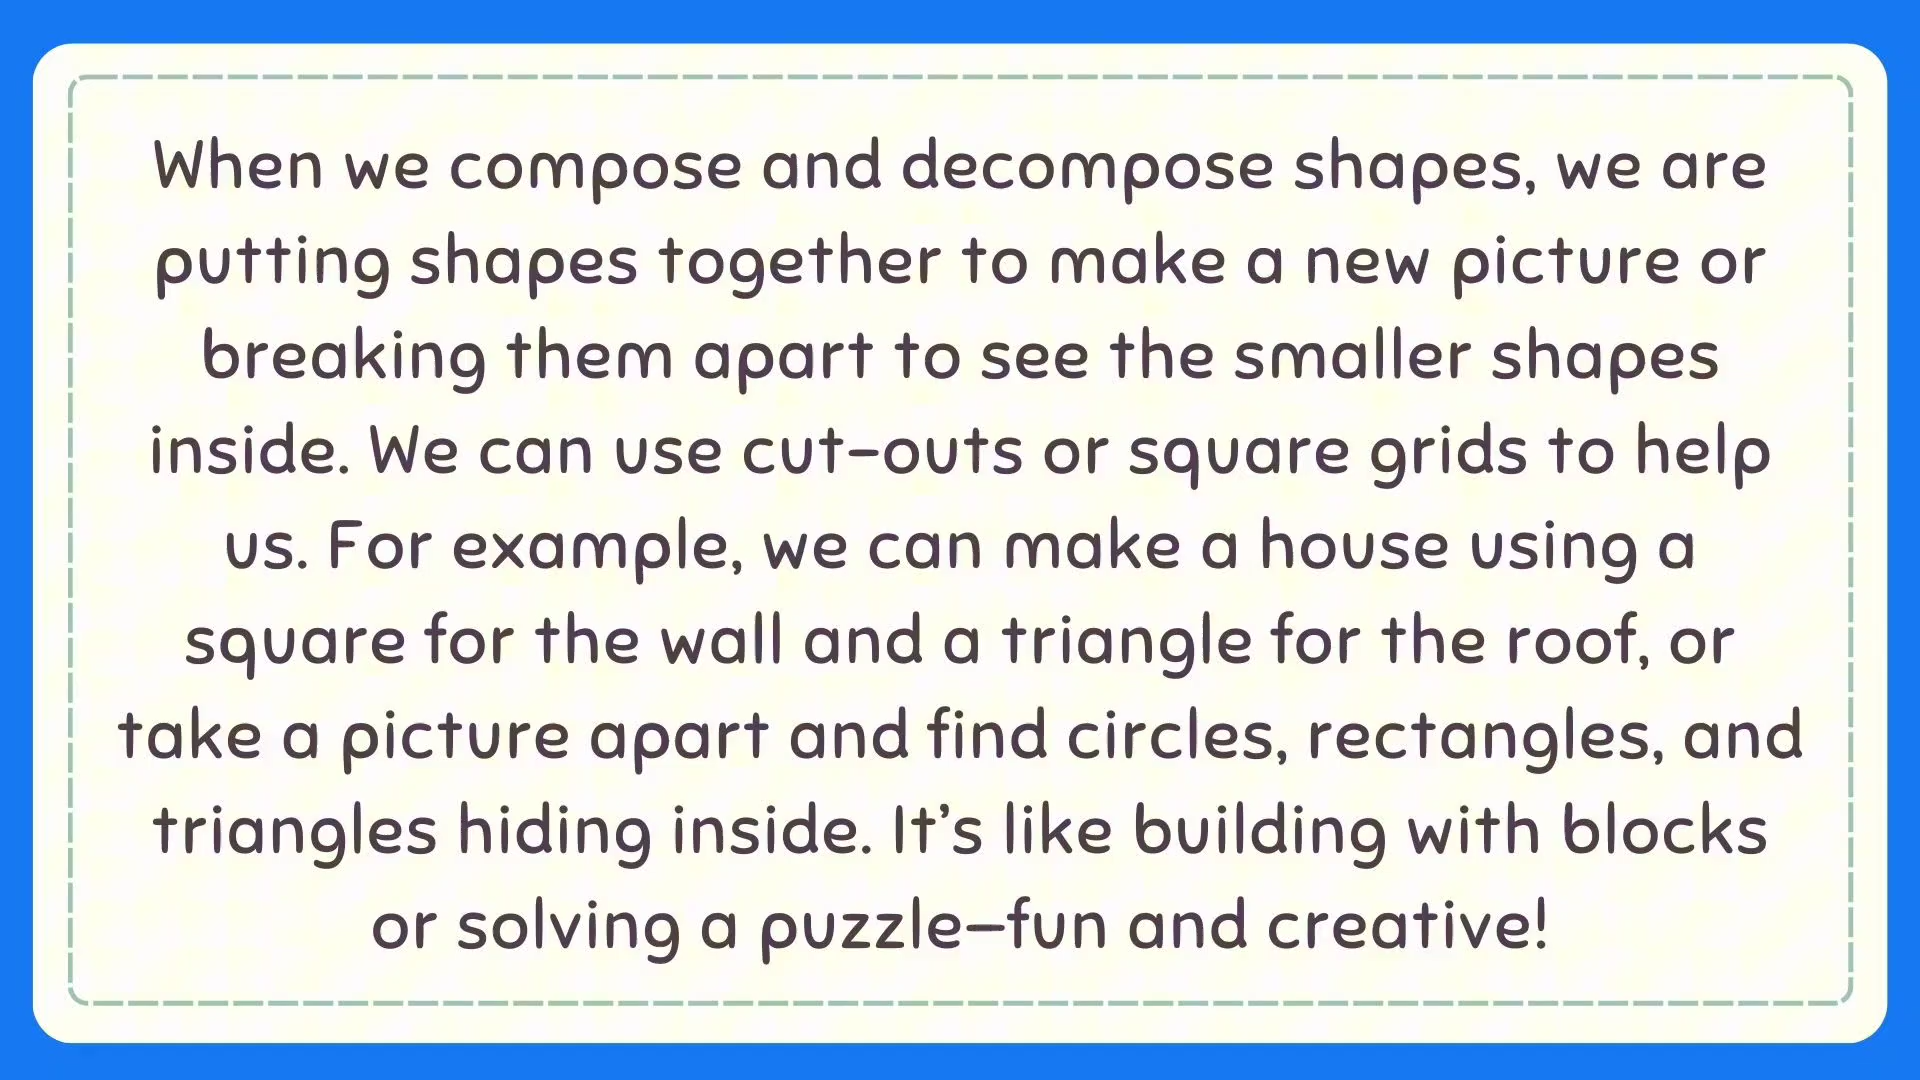 When we compose and decompose shapes, we are
putting shapes together to make a new picture or
breaking them apart to see the smaller shapes
inside. We can use cut-outs or square grids to help
us. For example, we can make a house using a
square for the wall and a triangle for the roof, or
take a picture apart and find circles, rectangles, and
triangles hiding inside. It’s like building with blocks
or solving a puzzle—fun and creative!